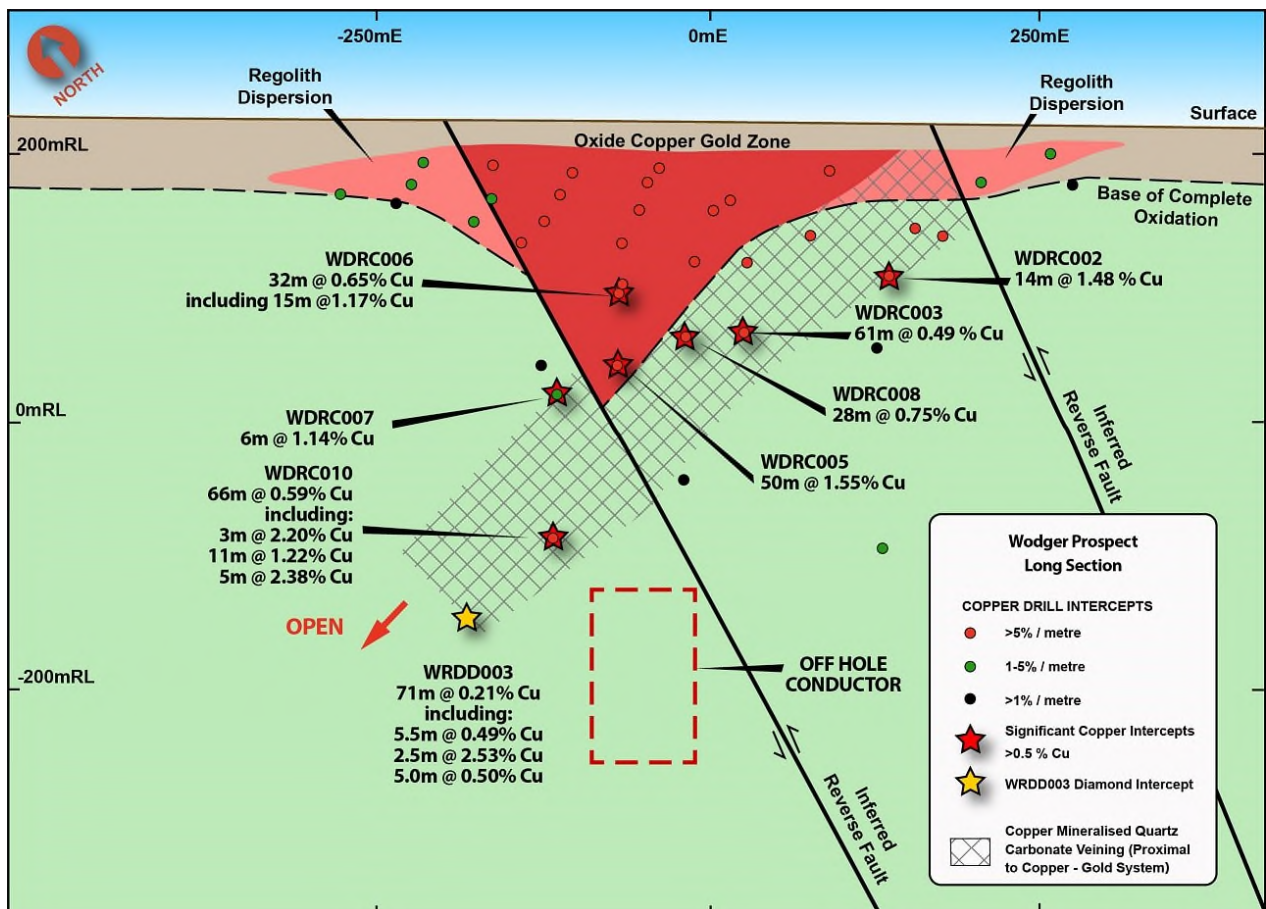 -250mE
0mE
250mE
NORTH
Regolith
Dispersion
Regolith
Dispersion
Surface
200mRL
Oxide Copper Gold Zone
Base of Complete
Oxidation
WDRC006
32m @ 0.65% Cu
including 15m @1.17% Cu
WDRC002
14m @ 1.48 % Cu
WDRC003
61m @ 0.49 % Cu
WDRC008
28m @ 0.75% Cu
0mRL
WDRC007
6m @ 1.14% Cu
WDRC005
50m @ 1.55% Cu
Inferred
Reverse Fault
WDRC010
66m @ 0.59% Cu
including:
3m @ 2.20% Cu
11m @ 1.22% Cu
5m @ 2.38% Cu
OPEN
-200mRL
WRDD003
71m @ 0.21% Cu
including:
5.5m @ 0.49% Cu
2.5m @ 2.53% Cu
5.0m @ 0.50% Cu
OFF HOLE
CONDUCTOR
Inferred
Reverse Fault
Wodger Prospect
Long Section
COPPER DRILL INTERCEPTS
>5% / metre
1-5% / metre
>1% / metre
Significant Copper Intercepts
>0.5 % Cu
WRDD003 Diamond Intercept
Copper Mineralised Quartz
Carbonate Veining (Proximal
to Copper - Gold System)